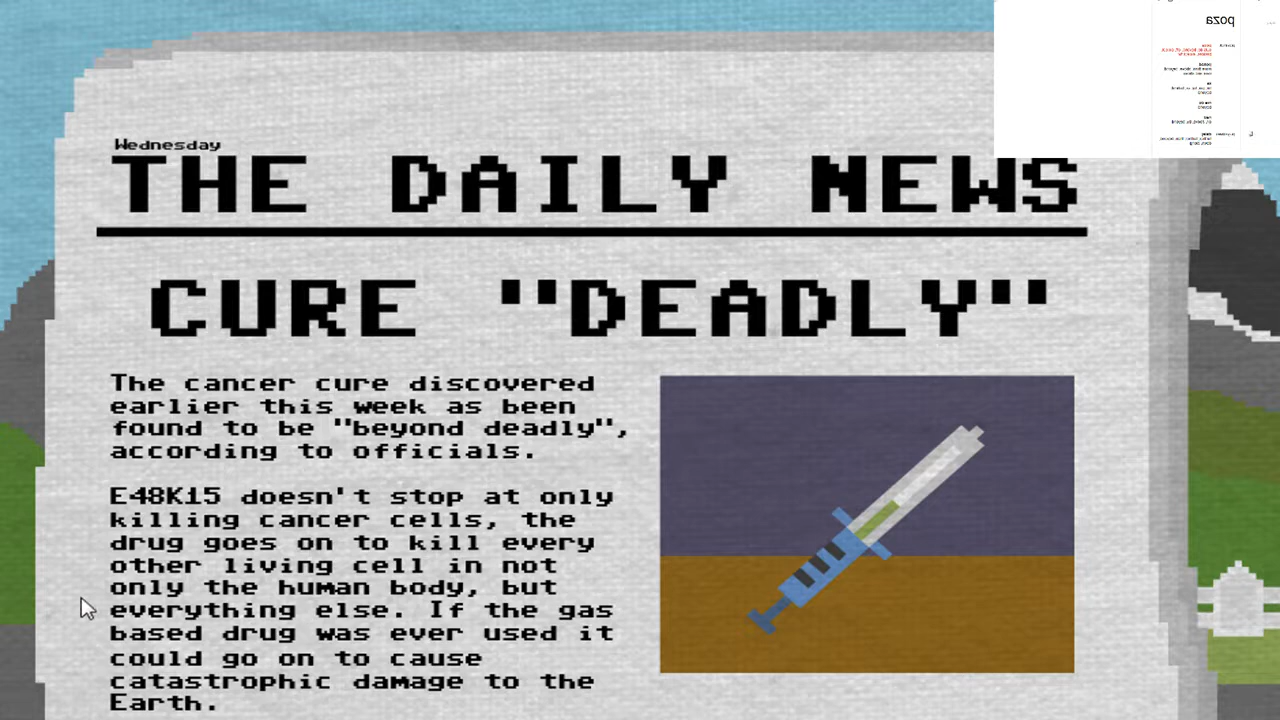 poza
Wednesday
THE DAILY NEWS
CURE "DEADLY"
The cancer cure discovered
earlier this week as been
found to be "beyond deadly",
according to officials.
E48K15 doesn't stop at only
killing cancer cells, the
drug goes on to kill every
other living cell in not
only the human body, but
everything else. If the gas
based drug was ever used it
could go on to cause
catastrophic damage to the
Earth.